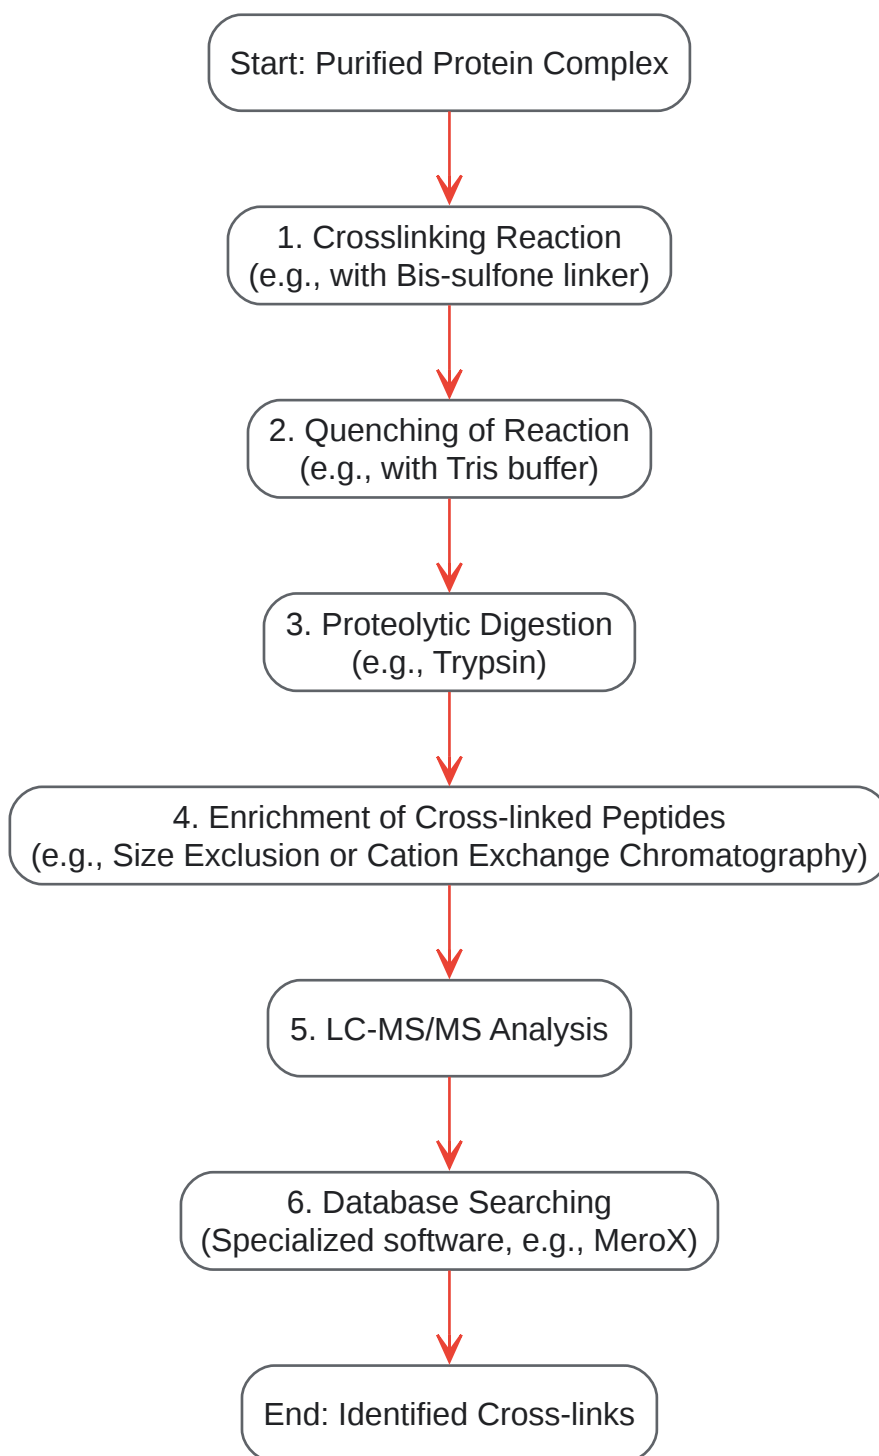 Start: Purified Protein Complex
1. Crosslinking Reaction
(e.g., with Bis-sulfone linker)
2. Quenching of Reaction
(e.g., with Tris buffer)
3. Proteolytic Digestion
(e.g., Trypsin)
4. Enrichment of Cross-linked Peptides
(e.g., Size Exclusion or Cation Exchange Chromatography)
5. LC-MS/MS Analysis
6. Database Searching
(Specialized software, e.g., MeroX)
End: Identified Cross-links